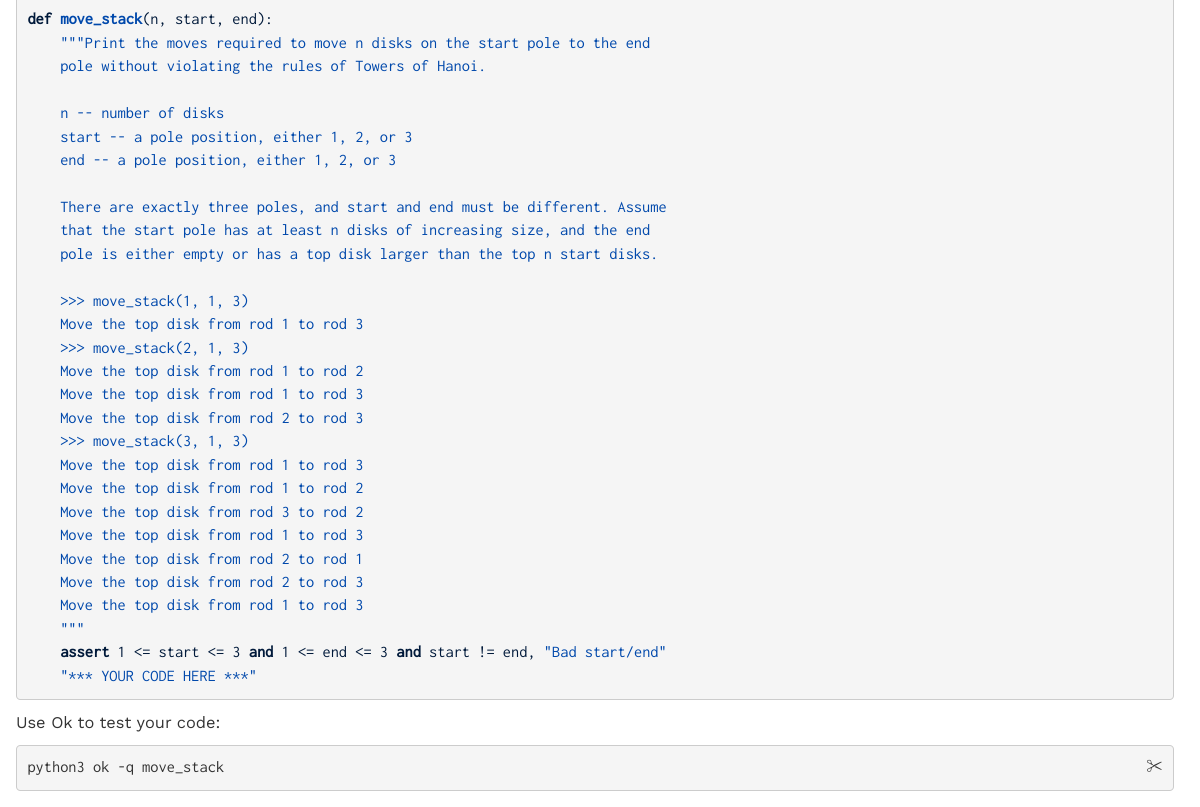 def move_stack(n, start, end):
    """Print the moves required to move n disks on the start pole to the end
    pole without violating the rules of Towers of Hanoi.

    n -- number of disks
    start -- a pole position, either 1, 2, or 3
    end -- a pole position, either 1, 2, or 3

    There are exactly three poles, and start and end must be different. Assume
    that the start pole has at least n disks of increasing size, and the end
    pole is either empty or has a top disk larger than the top n start disks.

    >>> move_stack(1, 1, 3)
    Move the top disk from rod 1 to rod 3
    >>> move_stack(2, 1, 3)
    Move the top disk from rod 1 to rod 2
    Move the top disk from rod 1 to rod 3
    Move the top disk from rod 2 to rod 3
    >>> move_stack(3, 1, 3)
    Move the top disk from rod 1 to rod 3
    Move the top disk from rod 1 to rod 2
    Move the top disk from rod 3 to rod 2
    Move the top disk from rod 1 to rod 3
    Move the top disk from rod 2 to rod 1
    Move the top disk from rod 2 to rod 3
    Move the top disk from rod 1 to rod 3
    """
    assert 1 <= start <= 3 and 1 <= end <= 3 and start != end, "Bad start/end"
    "*** YOUR CODE HERE ***"
Use Ok to test your code:
python3 ok -q move_stack